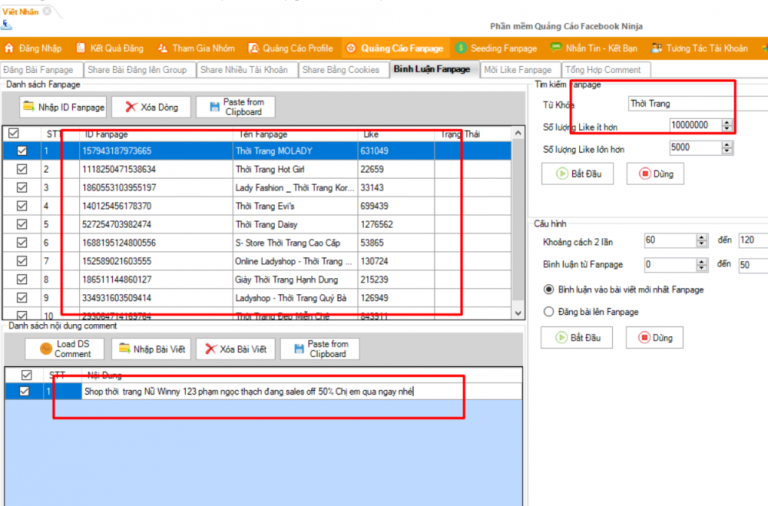 Viết Nhân
Phần mềm Quảng Cáo Facebook Ninja
Đăng Nhập Kết Quả Đăng Tham Gia Nhóm Quảng Cáo Profile Quảng Cáo Fanpage Seeding Fanpage Nhắn Tin - Kết Bạn Tương Tác Tài Khoản
Đăng Bài Fanpage Share Bài Đăng lên Group Share Nhiều Tài Khoản Share Bằng Cookies Bình Luận Fanpage Mời Like Fanpage Tổng Hợp Comment
Danh sách Fanpage
Nhập ID Fanpage Xóa Dòng Paste from Clipboard
STT ID Fanpage Tên Fanpage Like Trạng Thái
1 157943187973665 Thời Trang MOLADY 631049
2 1118250471538634 Thời Trang Hot Girl 22659
3 1860553103955197 Lady Fashion _ Thời Trang Kor... 33143
4 140125456178370 Thời Trang Evi's 699439
5 527254703982474 Thời Trang Daisy 1276562
6 1688195124800556 S- Store Thời Trang Cao Cấp 53865
7 152589021603555 Online Ladyshop - Thời Trang ... 130724
8 186511144860127 Giày Thời Trang Hạnh Dung 215239
9 334931603509414 Ladyshop - Thời Trang Quý Bà 126949
10 293064714163764 Thời Trang Đẹp Miễn Chê 843911
Danh sách nội dung comment
Load DS Comment Nhập Bài Viết Xóa Bài Viết Paste from Clipboard
STT Nội Dung
1 Shop thời trang Nữ Winny 123 phạm ngọc thạch đang sales off 50% Chị em qua ngay nhé
Tìm kiếm Fanpage
Từ Khóa Thời Trang
Số lượng Like ít hơn 10000000
Số lượng Like lớn hơn 5000
Bắt Đầu Dừng
Cấu hình
Khoảng cách 2 lần 60 đến 120
Bình luận từ Fanpage 0 đến 50
Bình luận vào bài viết mới nhất Fanpage
Đăng bài lên Fanpage
Bắt Đầu Dừng